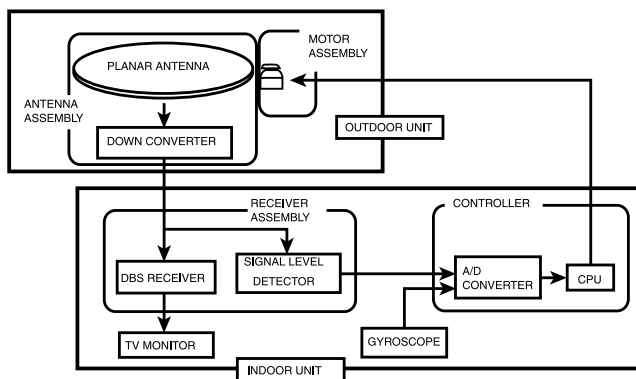 MOTOR
ASSEMBLY
PLANAR ANTENNA
ANTENNA
ASSEMBLY
DOWN CONVERTER
OUTDOOR UNIT
RECEIVER
ASSEMBLY
CONTROLLER
DBS RECEIVER
SIGNAL LEVEL
DETECTOR
A/D
CONVERTER
CPU
TV MONITOR
GYROSCOPE
INDOOR UNIT